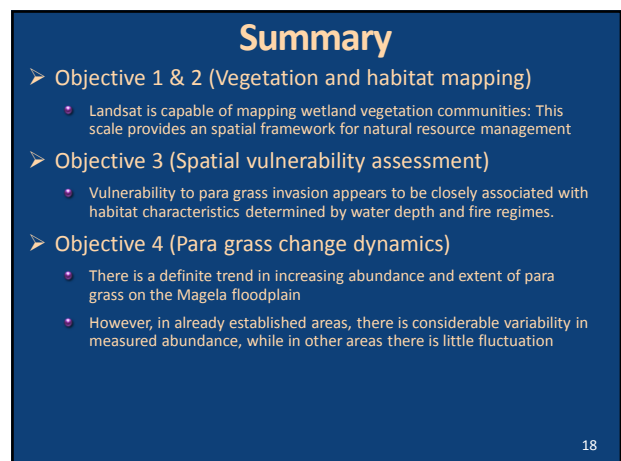 Summary
➢ Objective 1 & 2 (Vegetation and habitat mapping)
• Landsat is capable of mapping wetland vegetation communities: This
scale provides an spatial framework for natural resource management
➢ Objective 3 (Spatial vulnerability assessment)
• Vulnerability to para grass invasion appears to be closely associated with
habitat characteristics determined by water depth and fire regimes.
➢ Objective 4 (Para grass change dynamics)
• There is a definite trend in increasing abundance and extent of para
grass on the Magela floodplain
• However, in already established areas, there is considerable variability in
measured abundance, while in other areas there is little fluctuation
18